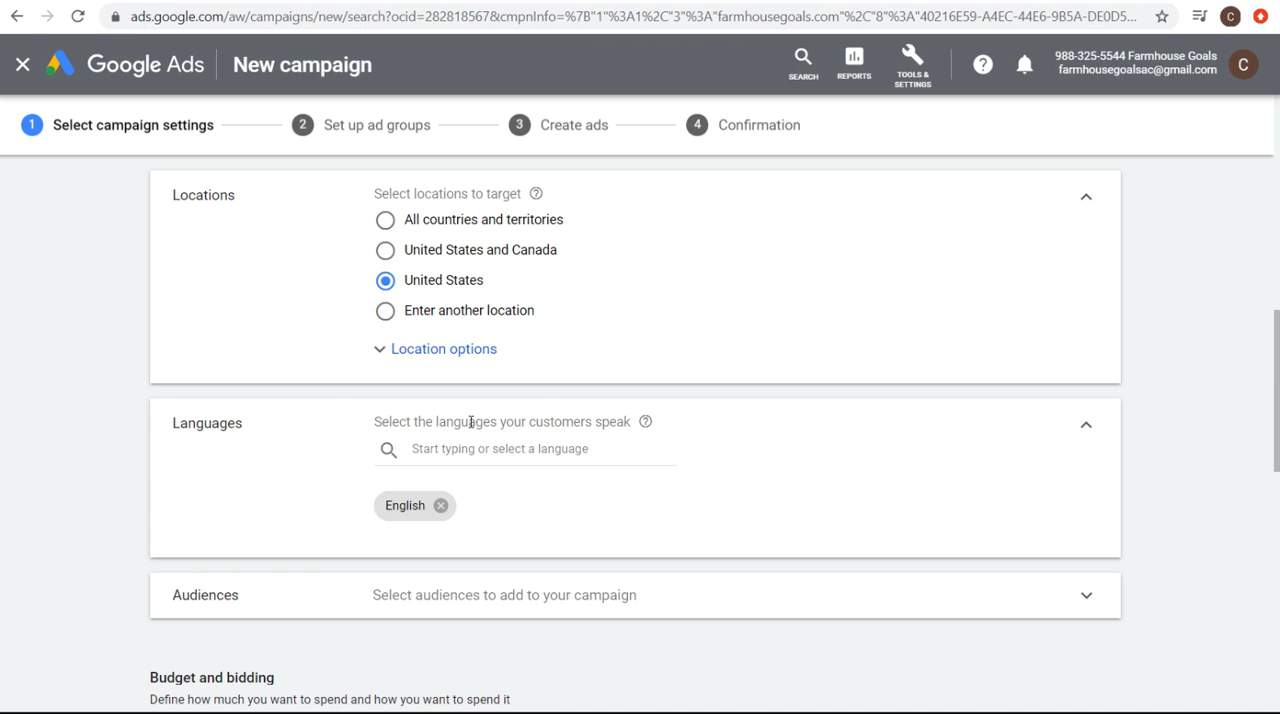 ads.google.com/aw/campaigns/new/search?ocid=282818567&cmpnInfo=%7B"1"%3A1%2C"3"%3A"farmhousegoals.com"%2C"8"%3A"40216E59-A4EC-44E6-9B5A-DE0D5...
C
Google Ads
New campaign
SEARCH
REPORTS
TOOLS &
SETTINGS
988-325-5544 Farmhouse Goals
farmhousegoalsac@gmail.com
C
1 Select campaign settings
2 Set up ad groups
3 Create ads
4 Confirmation
Locations
Select locations to target
All countries and territories
United States and Canada
United States
Enter another location
Location options
Languages
Select the languages your customers speak
Start typing or select a language
English
Audiences
Select audiences to add to your campaign
Budget and bidding
Define how much you want to spend and how you want to spend it